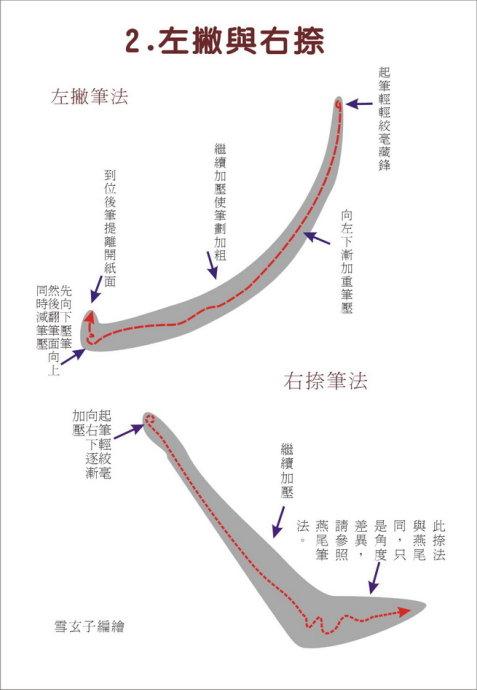 2.左撇與右捺
左撇筆法
起筆輕輕絞毫藏鋒
向左下漸加重筆壓
繼續加壓使筆劃加粗
到位後筆提離開紙面
先向下壓筆
然後翻筆面向上
同時減筆壓
右捺筆法
起筆輕絞毫
向右下逐漸
加壓
繼續加壓
此捺法
與燕尾
同，只
是角度
差異，
請參照
燕尾筆
法。
雪玄子編繪